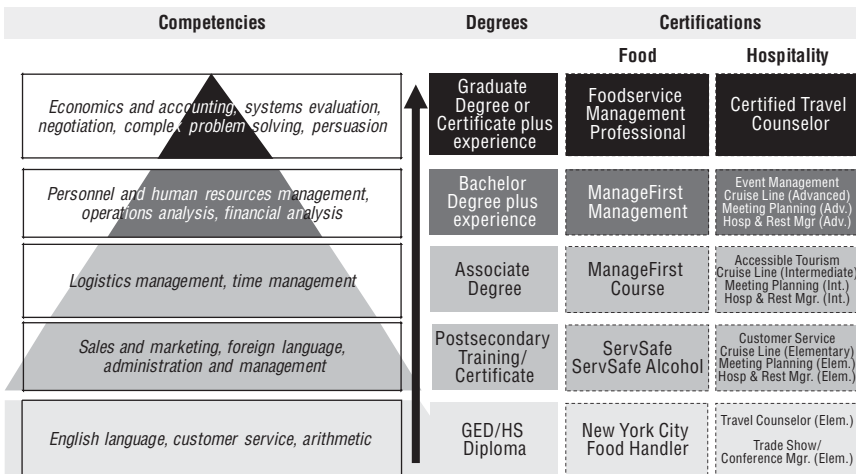 Competencies
Degrees
Certifications
Food
Hospitality
Economics and accounting, systems evaluation,
negotiation, complex problem solving, persuasion
Graduate
Degree or
Certificate plus
experience
Foodservice
Management
Professional
Certified Travel
Counselor
Personnel and human resources management,
operations analysis, financial analysis
Bachelor
Degree plus
experience
ManageFirst
Management
Event Management
Cruise Line (Advanced)
Meeting Planning (Adv.)
Hosp & Rest Mgr (Adv.)
Logistics management, time management
Associate
Degree
ManageFirst
Course
Accessible Tourism
Cruise Line (Intermediate)
Meeting Planning (Int.)
Hosp & Rest Mgr. (Int.)
Sales and marketing, foreign language,
administration and management
Postsecondary
Training/
Certificate
ServSafe
ServSafe Alcohol
Customer Service
Cruise Line (Elementary)
Meeting Planning (Elem.)
Hosp & Rest Mgr. (Elem.)
English language, customer service, arithmetic
GED/HS
Diploma
New York City
Food Handler
Travel Counselor (Elem.)
Trade Show/
Conference Mgr. (Elem.)